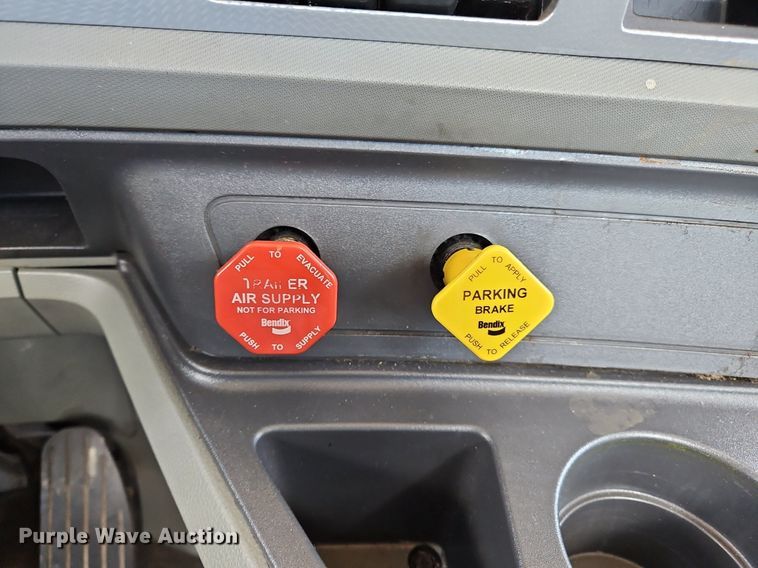 PULL TO EVACUATE
TRAILER
AIR SUPPLY
NOT FOR PARKING
Bendix
PUSH TO SUPPLY
PULL TO APPLY
PARKING
BRAKE
Bendix
PUSH TO RELEASE
Purple Wave Auction